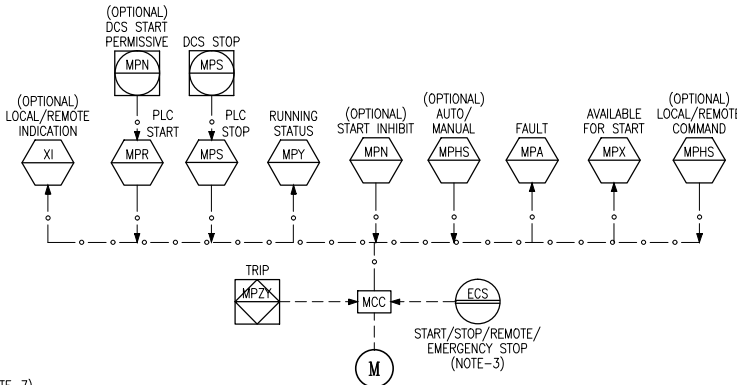 (OPTIONAL)
DCS START
PERMISSIVE
DCS STOP
MPN
MPS
(OPTIONAL)
LOCAL/REMOTE
INDICATION
PLC
START
PLC
STOP
RUNNING
STATUS
(OPTIONAL)
START INHIBIT
(OPTIONAL)
AUTO/
MANUAL
FAULT
AVAILABLE
FOR START
(OPTIONAL)
LOCAL/REMOTE
COMMAND
XI
MPR
MPS
MPY
MPN
MPHS
MPA
MPX
MPHS
TRIP
MPZY
MCC
ECS
START/STOP/REMOTE/
EMERGENCY STOP
(NOTE-3)
M